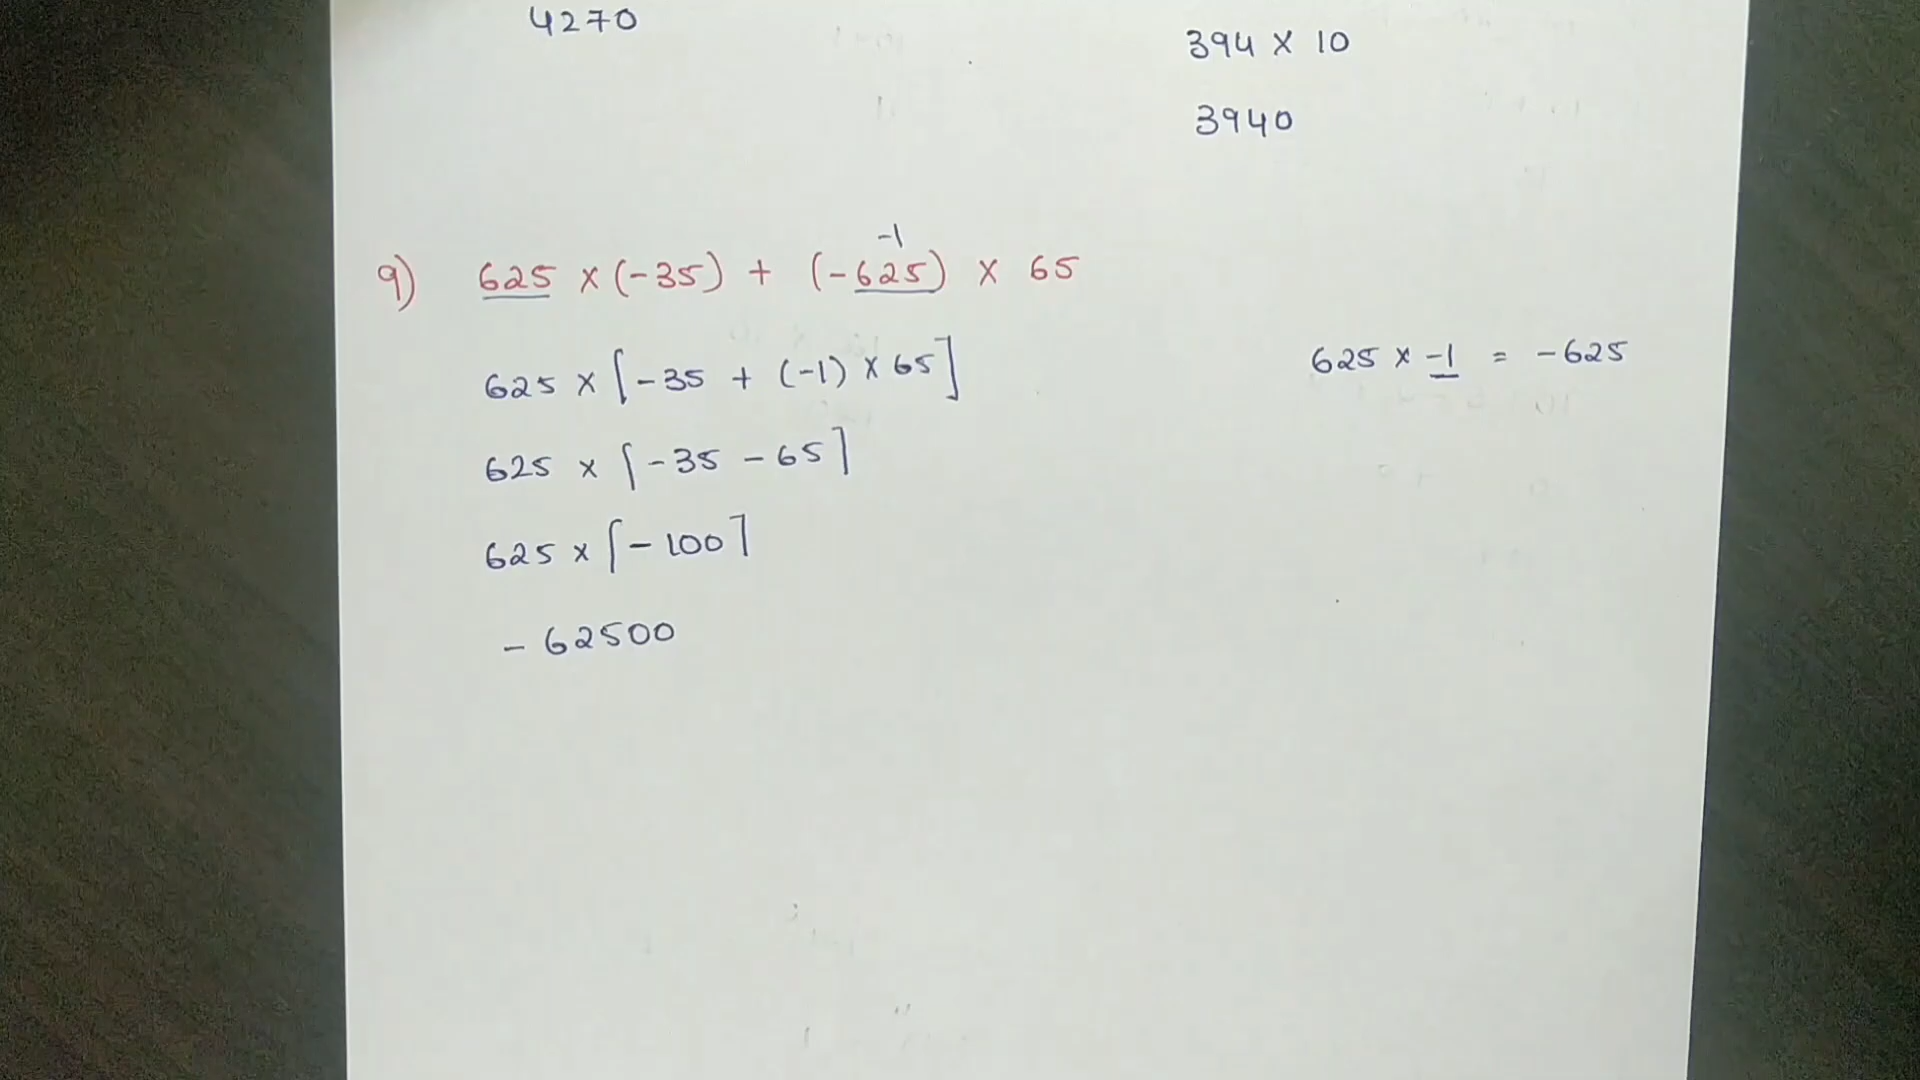 4270
394 × 10
3940
-1
9) 625 × (-35) + (-625) × 65
625 × [-35 + (-1) × 65]
625 × -1 = -625
625 × [-35 - 65]
625 × [-100]
- 62500